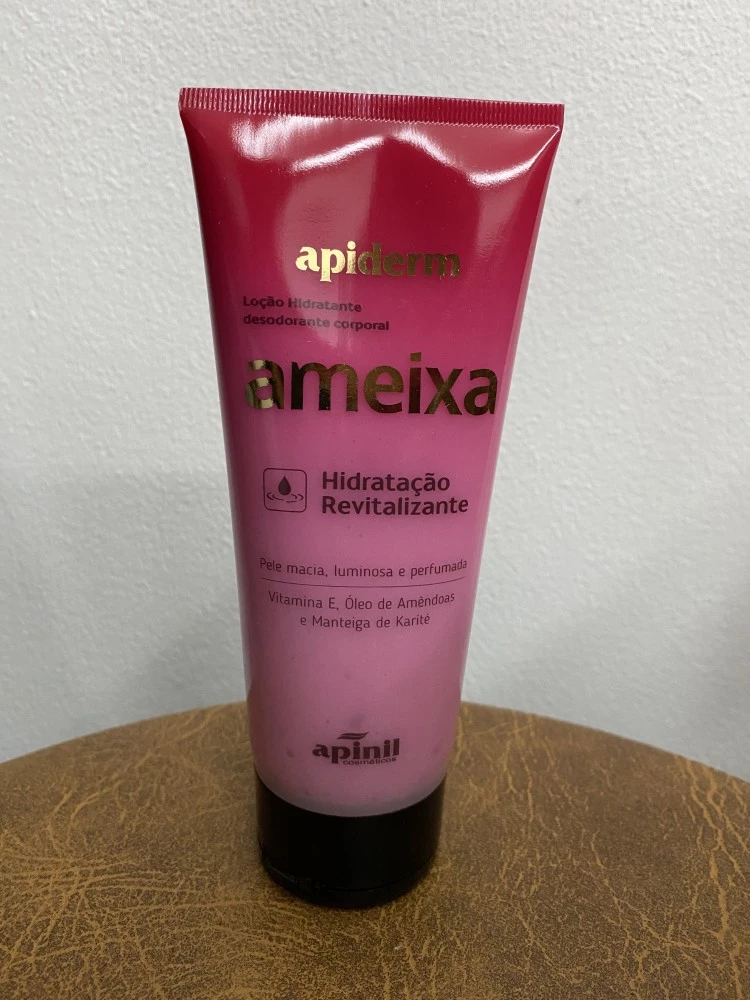 apiderm
Loção Hidratante
desodorante corporal
ameixa
Hidratação
Revitalizante
Pele macia, luminosa e perfumada
Vitamina E, Óleo de Amêndoas
e Manteiga de Karité
apinil
cosméticos